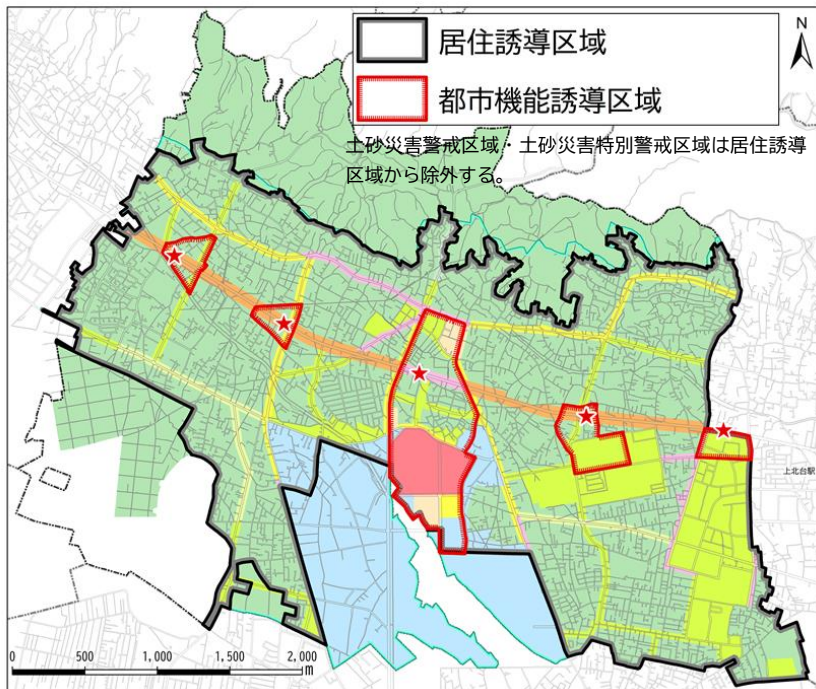 居住誘導区域
N
都市機能誘導区域
土砂災害警戒区域・土砂災害特別警戒区域は居住誘導
区域から除外する。
上北台駅
0 500 1,000 1,500 2,000
m